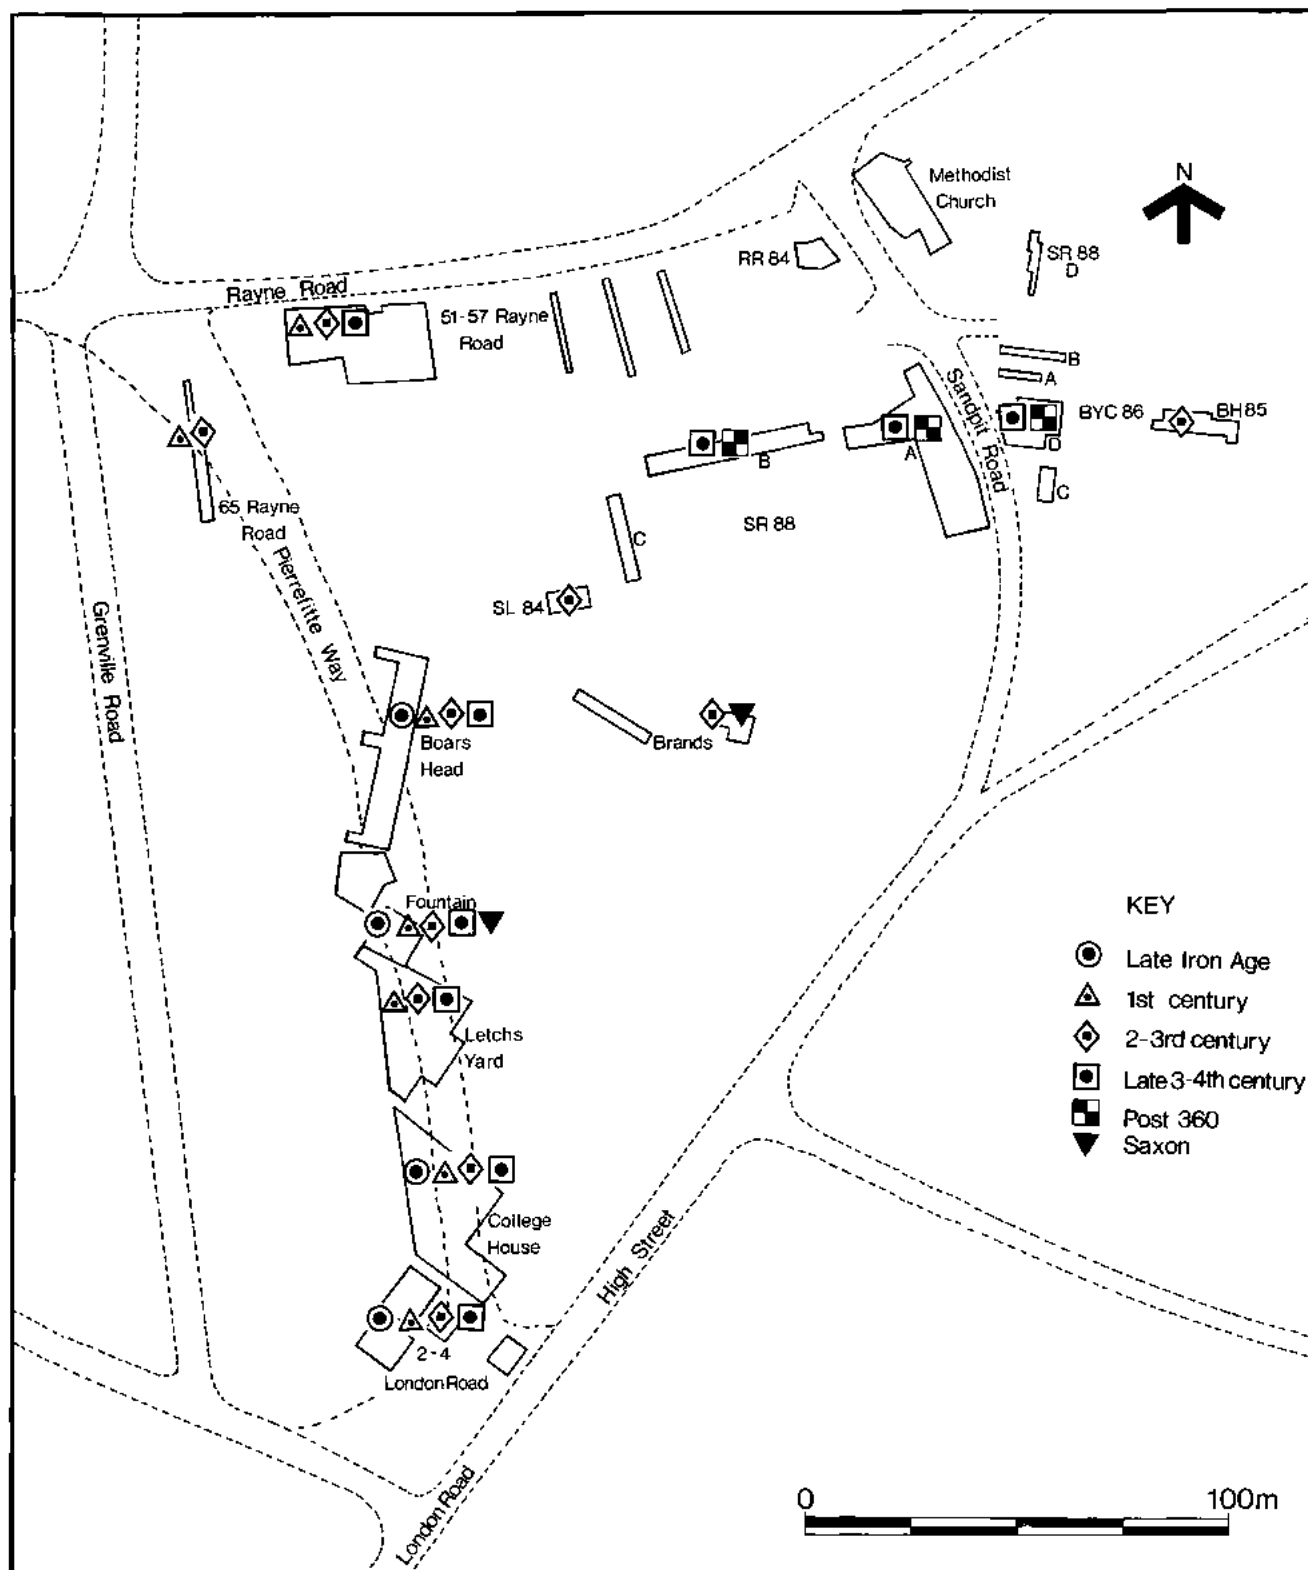 Methodist
Church
N
RR 84
SR 88
D
Rayne Road
51-57 Rayne
Road
B
A
Sandpit Road
BYC 86
BH 85
D
A
B
C
65 Rayne
Road
SR 88
C
Pierrefitte Way
SL 84
Grenville Road
Boars
Head
Brands
Fountain
KEY
Late Iron Age
1st century
2-3rd century
Late 3-4th century
Post 360
Saxon
Letchs
Yard
College
House
High Street
2-4
London Road
London Road
0 100m